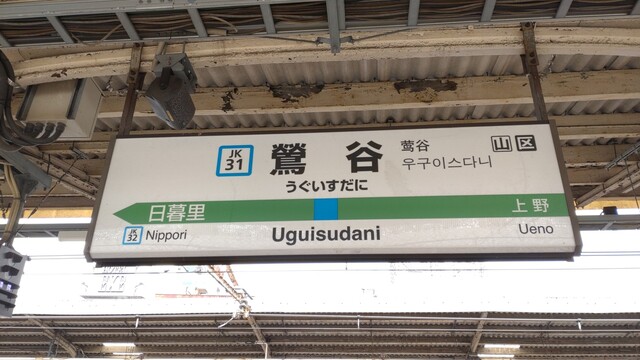 JK
31
鶯谷
莺谷
우구이스다니
山区
うぐいすだに
日暮里
上野
JK
32
Nippori
Uguisudani
Ueno